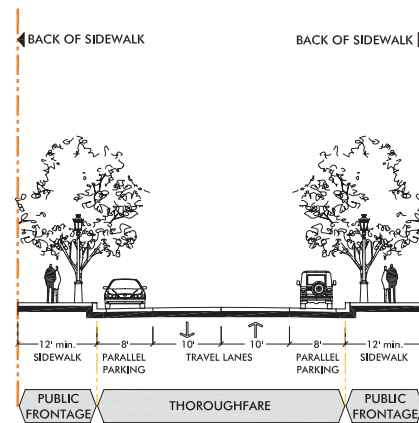 BACK OF SIDEWALK
BACK OF SIDEWALK
12' min.
8'
10'
10'
8'
12' min.
SIDEWALK
PARALLEL
PARKING
TRAVEL LANES
PARALLEL
PARKING
SIDEWALK
PUBLIC
FRONTAGE
THOROUGHFARE
PUBLIC
FRONTAGE